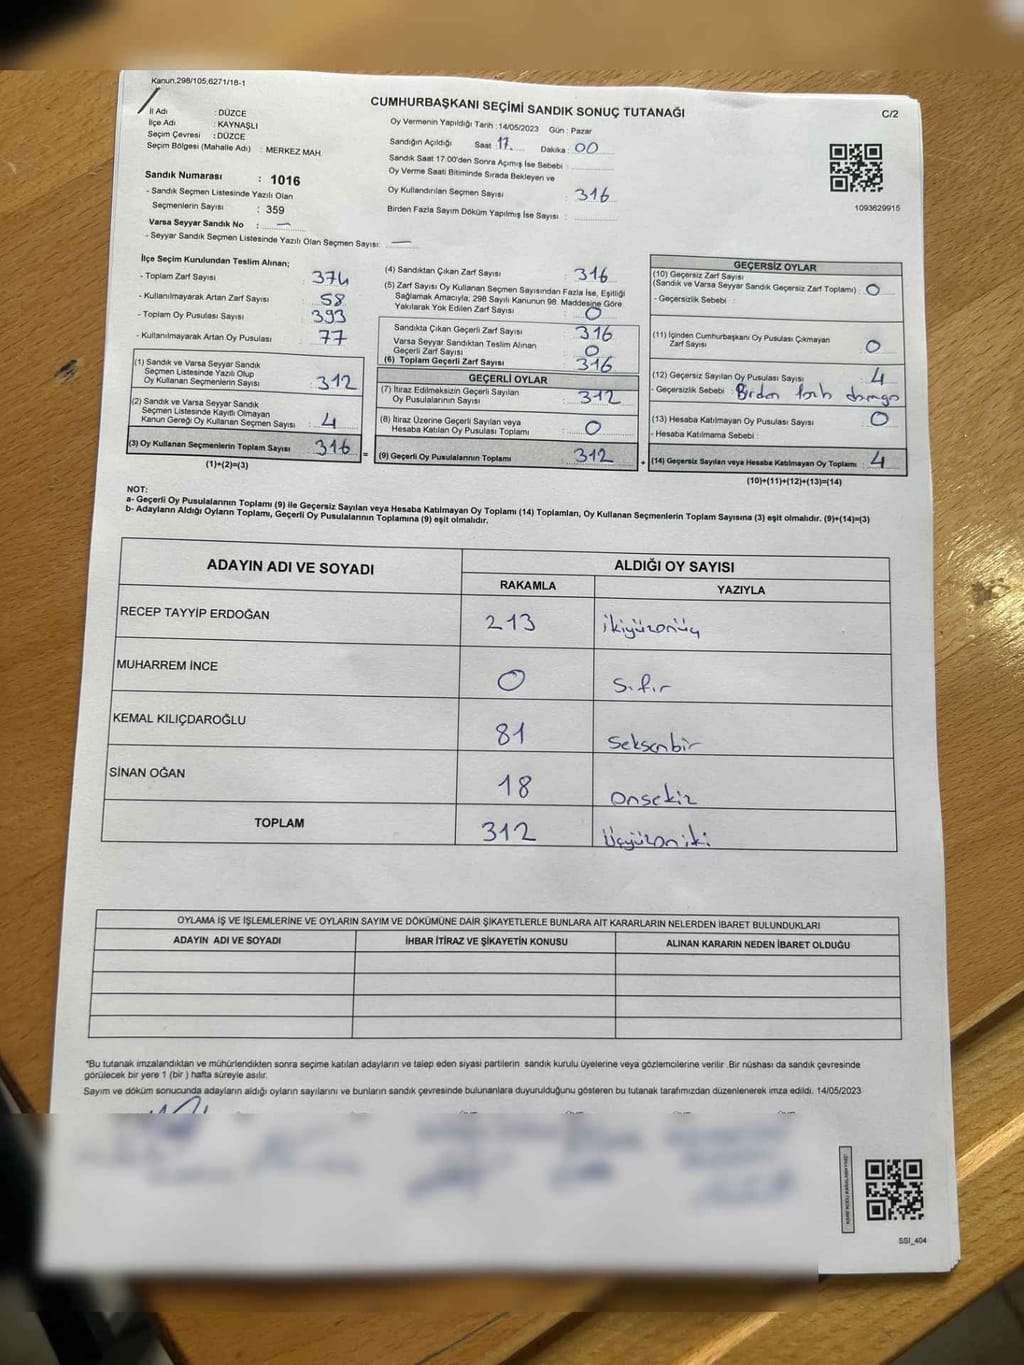 Kanun.298/105,6271/18-1
CUMHURBAŞKANI SEÇİMİ SANDIK SONUÇ TUTANAĞI
C/2
İl Adı : DÜZCE
İlçe Adı : KAYNAŞLI
Seçim Çevresi : DÜZCE
Seçim Bölgesi (Mahalle Adı) : MERKEZ MAH.
Oy Vermenin Yapıldığı Tarih : 14/05/2023 Gün : Pazar
Sandığın Açıldığı Saat : 17. Dakika : 00
Sandık Saat 17:00'den Sonra Açımış İse Sebebi :
Oy Verme Saati Bitiminde Sırada Bekleyen ve
Oy Kullandırılan Seçmen Sayısı : 316
Birden Fazla Sayım Döküm Yapılmış İse Sayısı :
1093629915
Sandık Numarası : 1016
- Sandık Seçmen Listesinde Yazılı Olan
Seçmenlerin Sayısı : 359
Varsa Seyyar Sandık No : —
- Seyyar Sandık Seçmen Listesinde Yazılı Olan Seçmen Sayısı: —
İlçe Seçim Kurulundan Teslim Alınan;
- Toplam Zarf Sayısı : 374
- Kullanılmayarak Artan Zarf Sayısı : 58
- Toplam Oy Pusulası Sayısı : 393
- Kullanılmayarak Artan Oy Pusulası : 77
(1) Sandık ve Varsa Seyyar Sandık
Seçmen Listesinde Yazılı Olup
Oy Kullanan Seçmenlerin Sayısı : 312
(2) Sandık ve Varsa Seyyar Sandık
Seçmen Listesinde Kayıtlı Olmayan
Kanun Gereği Oy Kullanan Seçmen Sayısı : 4
(3) Oy Kullanan Seçmenlerin Toplam Sayısı : 316
(1)+(2)=(3)
(4) Sandıktan Çıkan Zarf Sayısı : 316
(5) Zarf Sayısı Oy Kullanan Seçmen Sayısından Fazla İse, Eşitliği
Sağlamak Amacıyla; 298 Sayılı Kanunun 98. Maddesine Göre
Yakılarak Yok Edilen Zarf Sayısı : 0
Sandıkta Çıkan Geçerli Zarf Sayısı : 316
Varsa Seyyar Sandıktan Teslim Alınan
Geçerli Zarf Sayısı : 0
(6) Toplam Geçerli Zarf Sayısı : 316
GEÇERLİ OYLAR
(7) İtiraz Edilmeksizin Geçerli Sayılan
Oy Pusulalarının Sayısı : 312
(8) İtiraz Üzerine Geçerli Sayılan veya
Hesaba Katılan Oy Pusulası Toplamı : 0
= (9) Geçerli Oy Pusulalarının Toplamı : 312
GEÇERSİZ OYLAR
(10) Geçersiz Zarf Sayısı
(Sandık ve Varsa Seyyar Sandık Geçersiz Zarf Toplamı) : 0
- Geçersizlik Sebebi :
(11) İçinden Cumhurbaşkanı Oy Pusulası Çıkmayan
Zarf Sayısı : 0
(12) Geçersiz Sayılan Oy Pusulası Sayısı : 4
- Geçersizlik Sebebi : Birden
(13) Hesaba Katılmayan Oy Pusulası Sayısı : 0
- Hesaba Katılmama Sebebi :
+ (14) Geçersiz Sayılan veya Hesaba Katılmayan Oy Toplamı : 4
(10)+(11)+(12)+(13)=(14)
NOT:
a- Geçerli Oy Pusulalarının Toplamı (9) ile Geçersiz Sayılan veya Hesaba Katılmayan Oy Toplamı (14) Toplamları, Oy Kullanan Seçmenlerin Toplam Sayısına (3) eşit olmalıdır. (9)+(14)=(3)
b- Adayların Aldığı Oyların Toplamı, Geçerli Oy Pusulalarının Toplamına (9) eşit olmalıdır.
ADAYIN ADI VE SOYADI ALDIĞI OY SAYISI
RAKAMLA YAZIYLA
RECEP TAYYİP ERDOĞAN 213 ikiyüzonüç
MUHARREM İNCE 0 Sıfır
KEMAL KILIÇDAROĞLU 81 Seksenbir
SİNAN OĞAN 18 Onsekiz
TOPLAM 312 Üçyüzoniki
OYLAMA İŞ VE İŞLEMLERİNE VE OYLARIN SAYIM VE DÖKÜMÜNE DAİR ŞİKAYETLERLE BUNLARA AİT KARARLARIN NELERDEN İBARET BULUNDUKLARI
ADAYIN ADI VE SOYADI İHBAR İTİRAZ VE ŞİKAYETİN KONUSU ALINAN KARARIN NEDEN İBARET OLDUĞU
*Bu tutanak imzalandıktan ve mühürlendikten sonra seçime katılan adayların ve talep eden siyasi partilerin sandık kurulu üyelerine veya gözlemcilerine verilir .Bir nüshası da sandık çevresinde
görülecek bir yere 1 (bir ) hafta süreyle asılır.
Sayım ve döküm sonucunda adayların aldığı oyların sayılarını ve bunların sandık çevresinde bulunanlara duyurulduğunu gösteren bu tutanak tarafımızdan düzenlenerek imza edildi. 14/05/2023
SSI_404